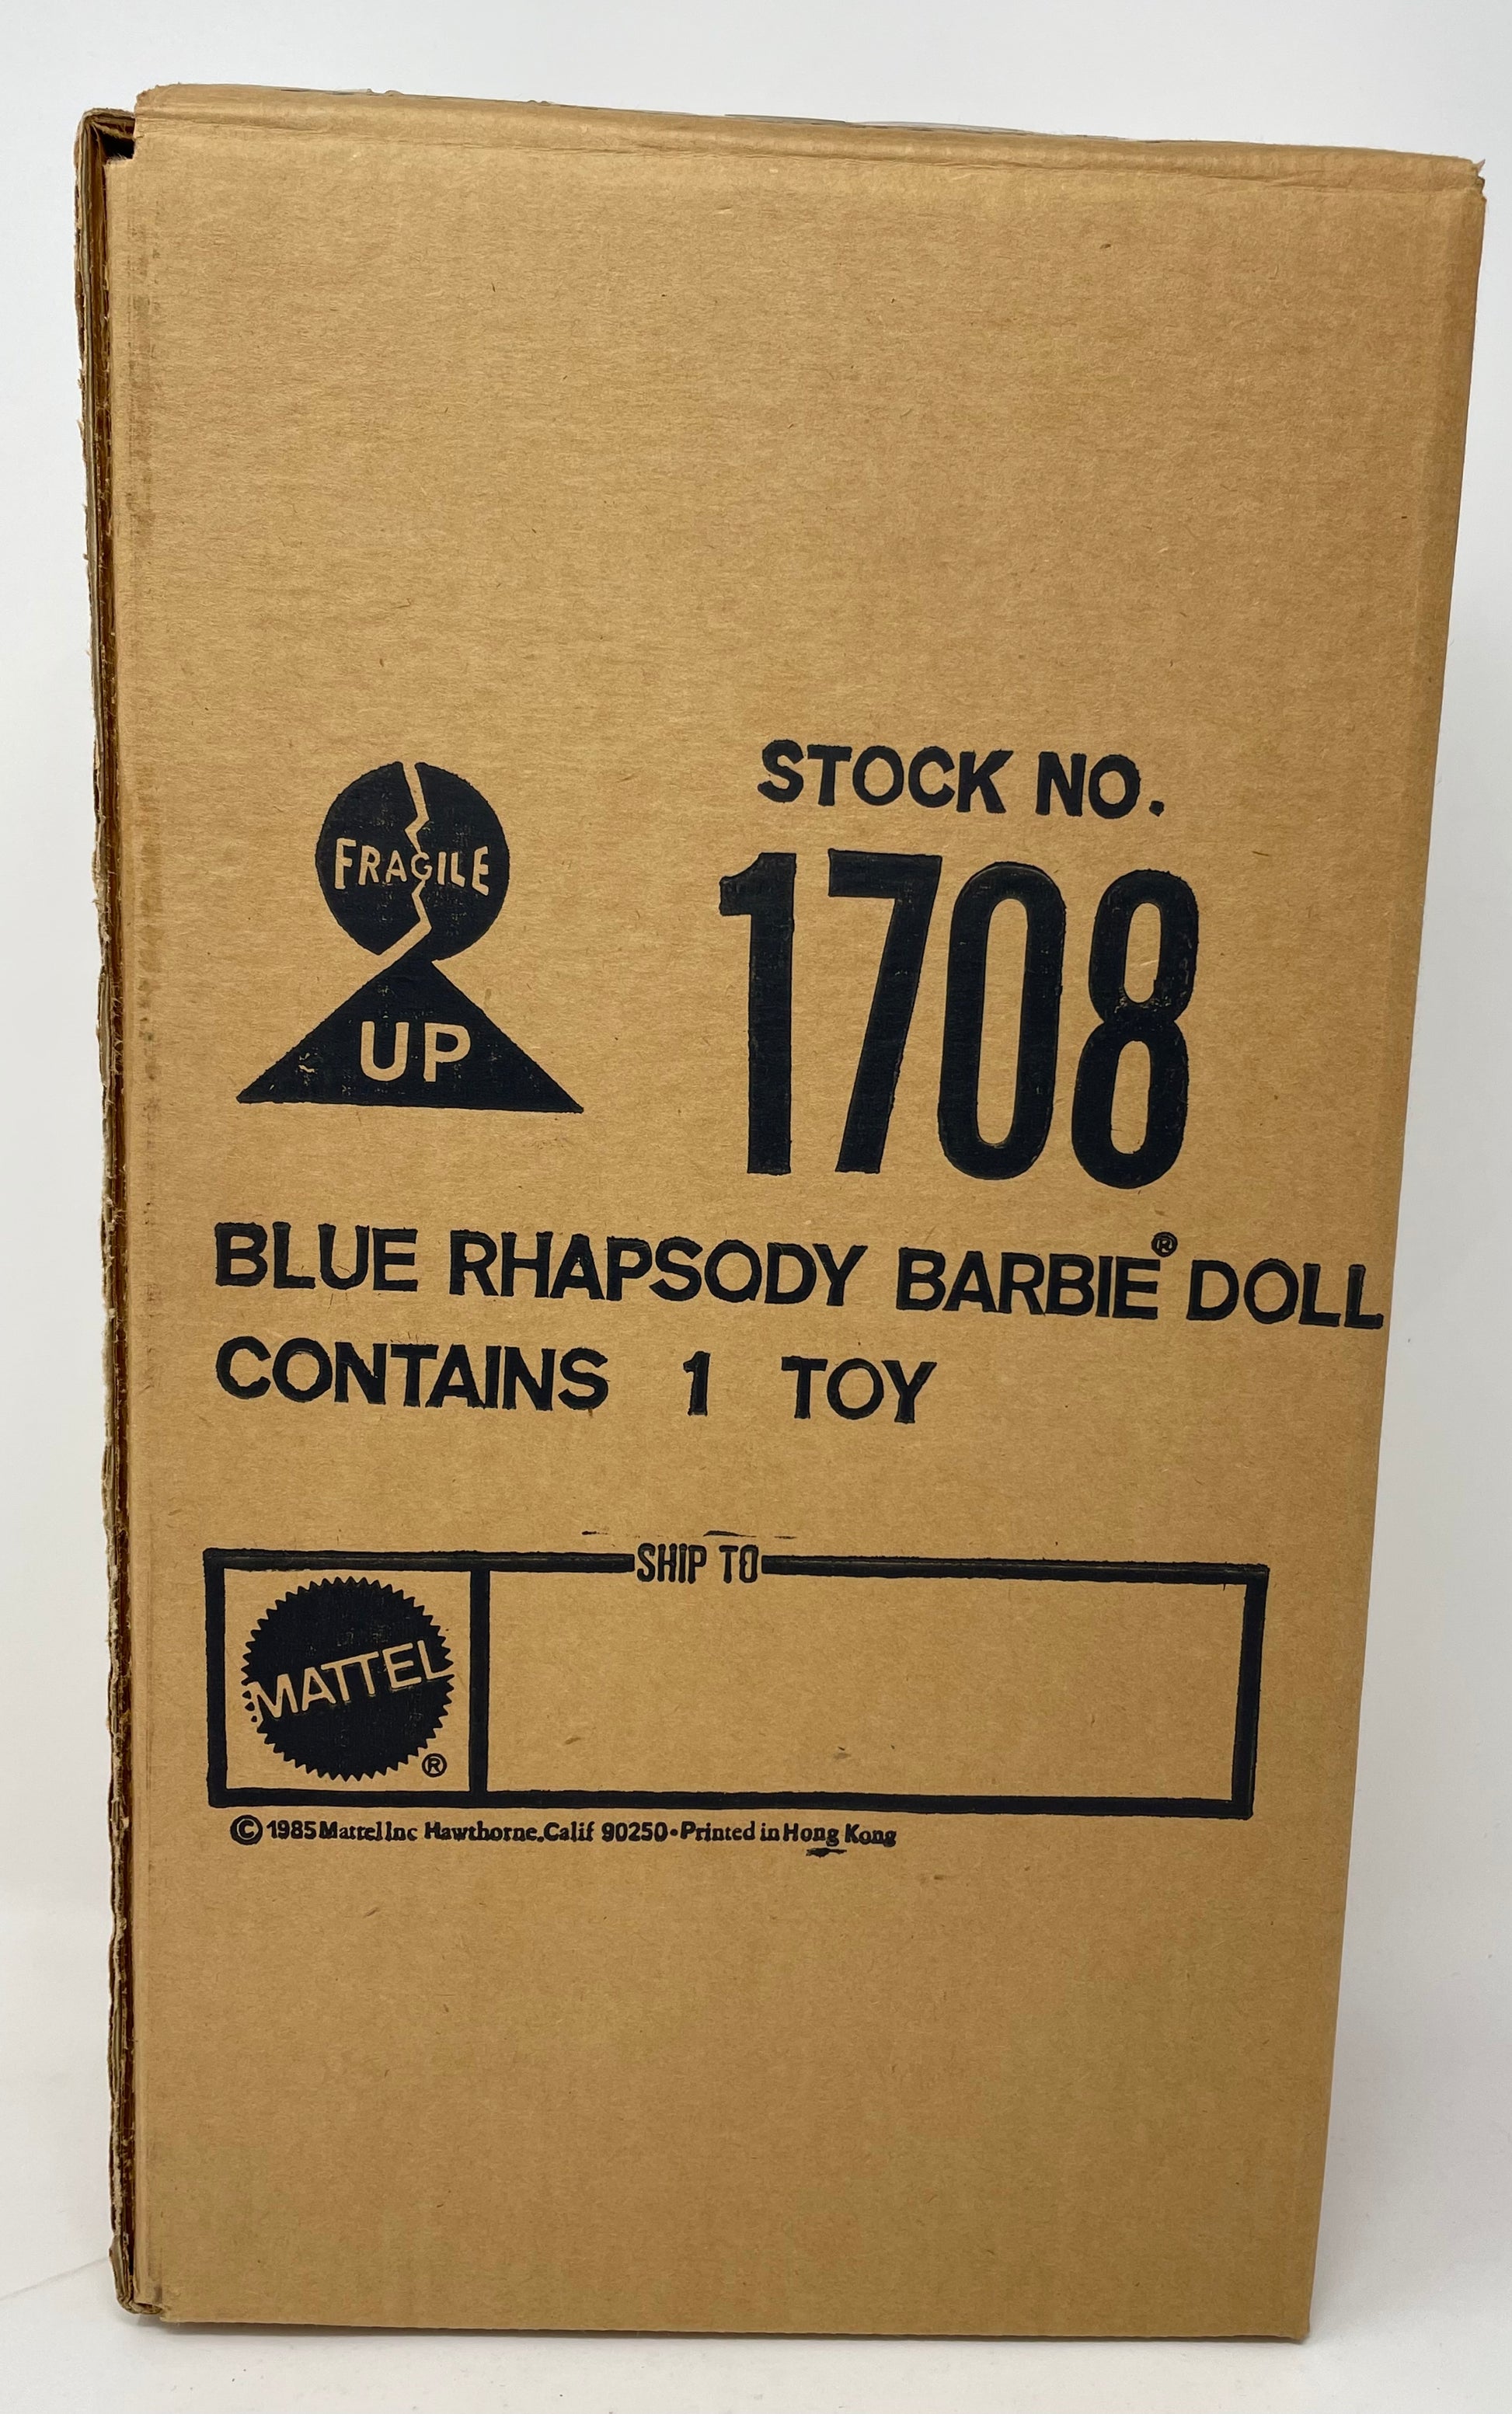 FRAGILE
UP
STOCK NO.
1708
BLUE RHAPSODY BARBIE® DOLL
CONTAINS 1 TOY
SHIP TO
MATTEL
®
©1985 Mattel Inc Hawthorne. Calif 90250•Printed in Hong Kong